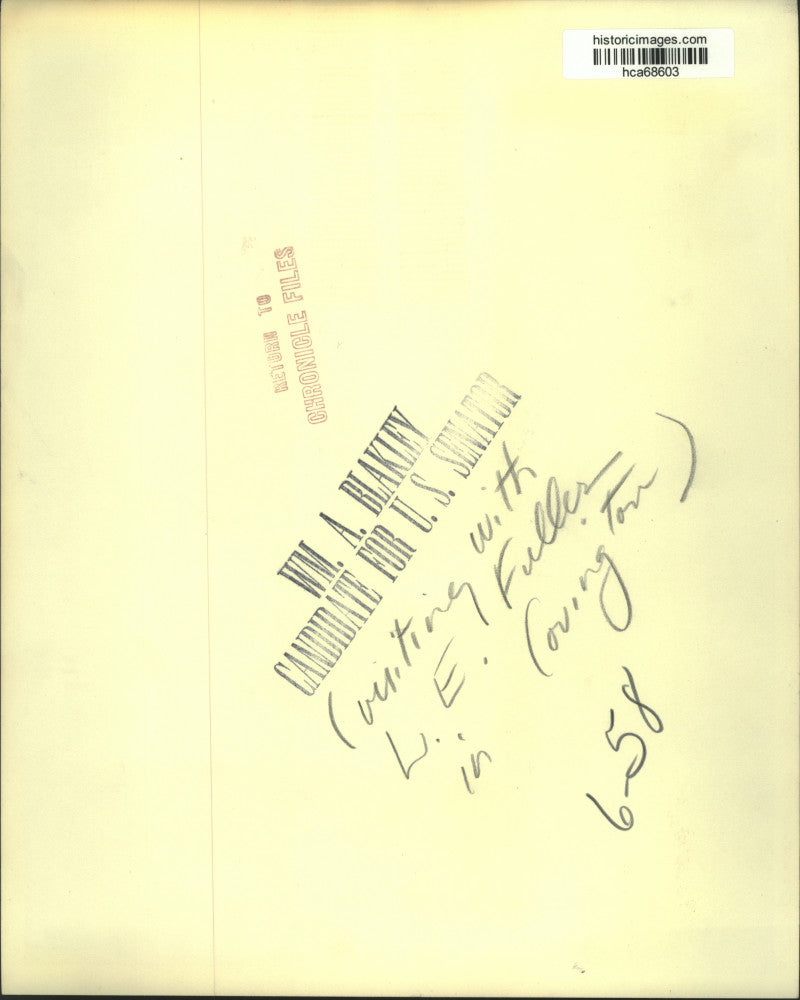 historicimages.com
hca68603
RETURN TO
CHRONICLE FILES
WM. A. BLAKLEY
CANDIDATE FOR U. S. SENATOR
(visiting with
L. E. Fuller
in Covington)
6-58